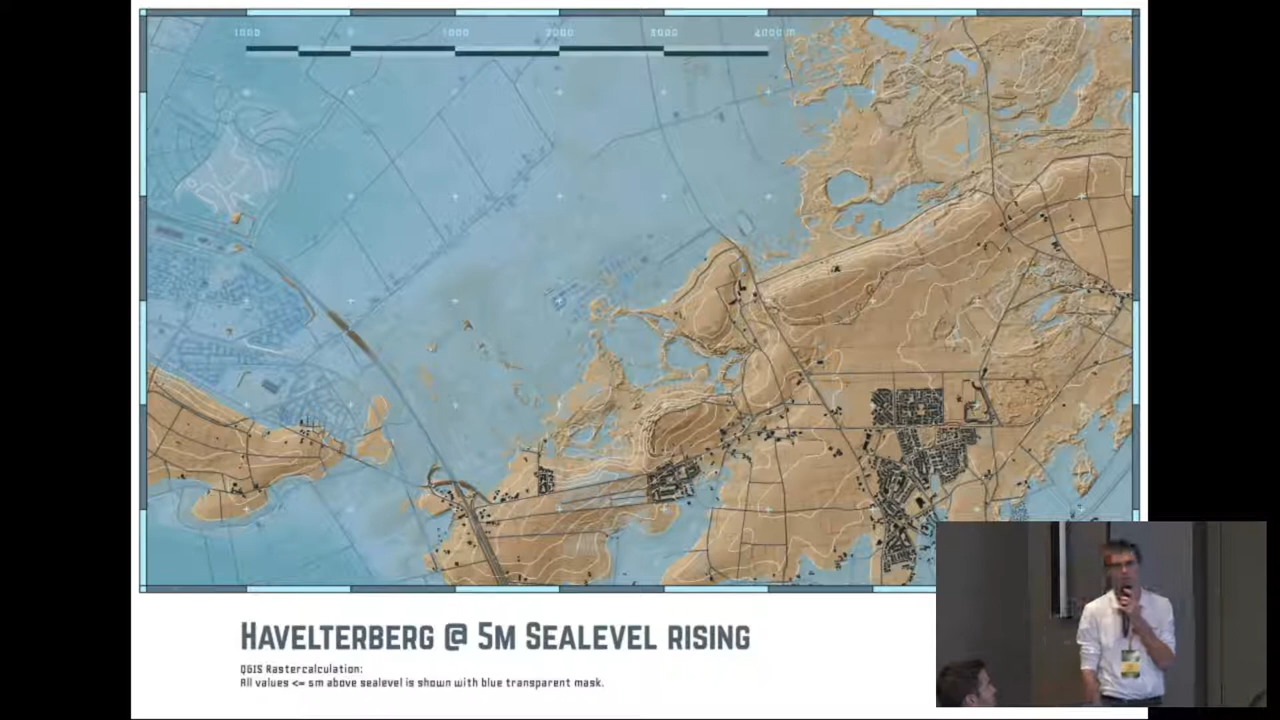 1000 0 1000 2000 3000 4000 m
HAVELTERBERG @ 5M SEALEVEL RISING
QGIS Rastercalculation:
All values <= 5m above sealevel is shown with blue transparent mask.